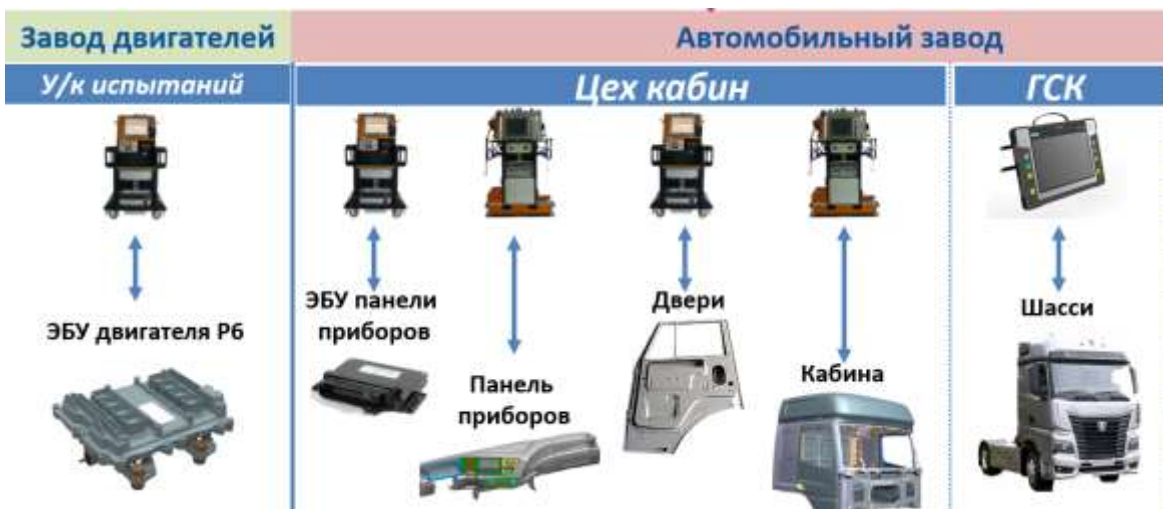 Завод двигателей
Автомобильный завод
У/к испытаний
Цех кабин
ГСК
ЭБУ двигателя Р6
ЭБУ панели
приборов
Панель
приборов
Двери
Кабина
Шасси